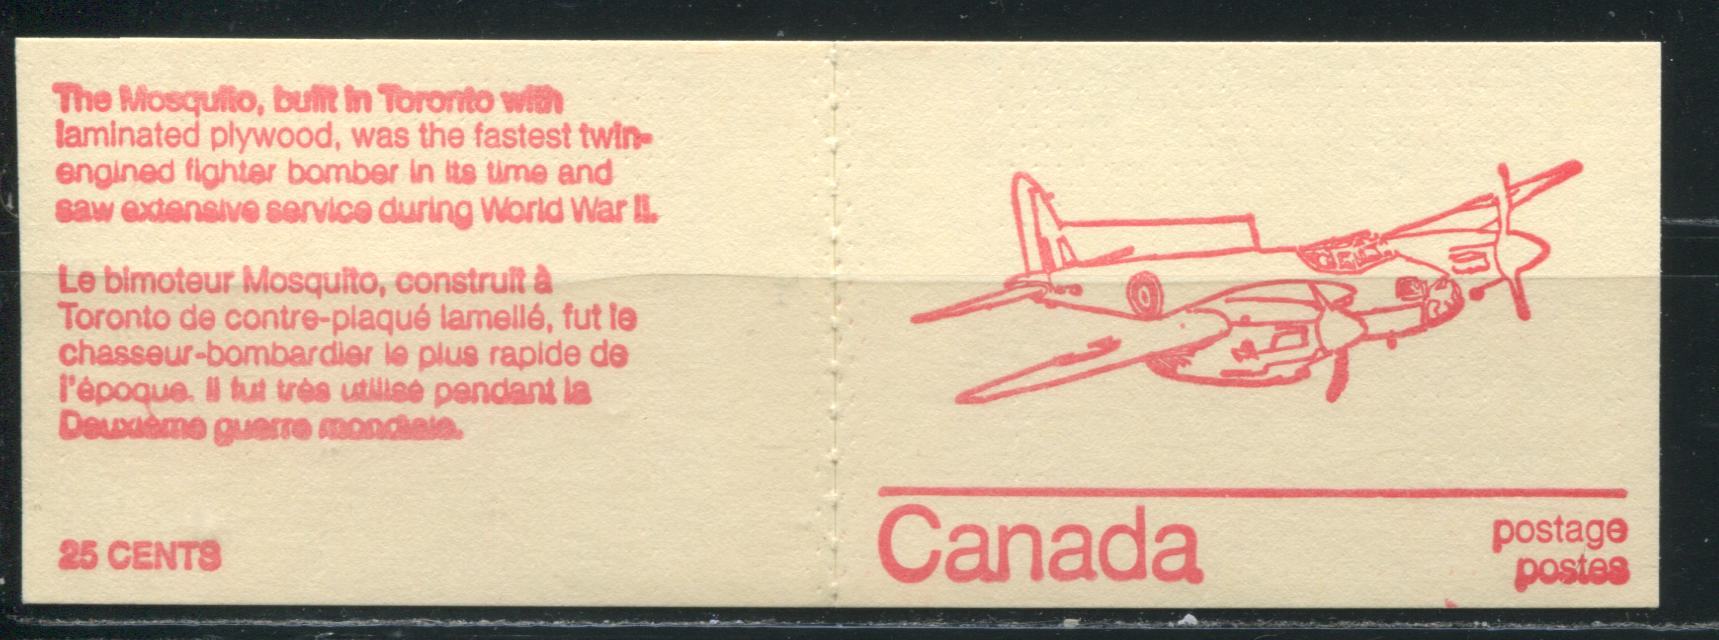 The Mosquito, built in Toronto with
laminated plywood, was the fastest twin-
engined fighter bomber in its time and
saw extensive service during World War II.
Le bimoteur Mosquito, construit à
Toronto de contre-plaqué lamellé, fut le
chasseur-bombardier le plus rapide de
l'époque. Il fut très utilisé pendant la
Deuxième guerre mondiale.
25 CENTS
Canada
postage
postes